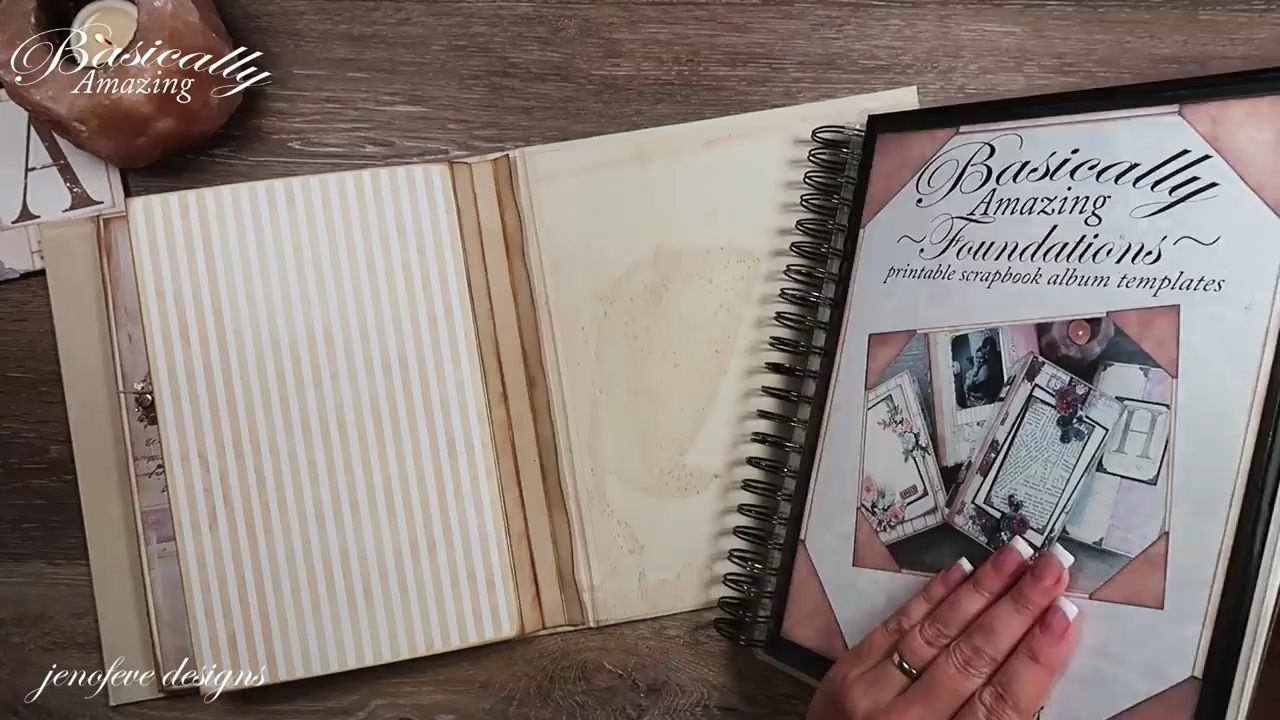 Basically
Amazing
A
Basically
Amazing
~Foundations~
printable scrapbook album templates
H
jenofeve designs